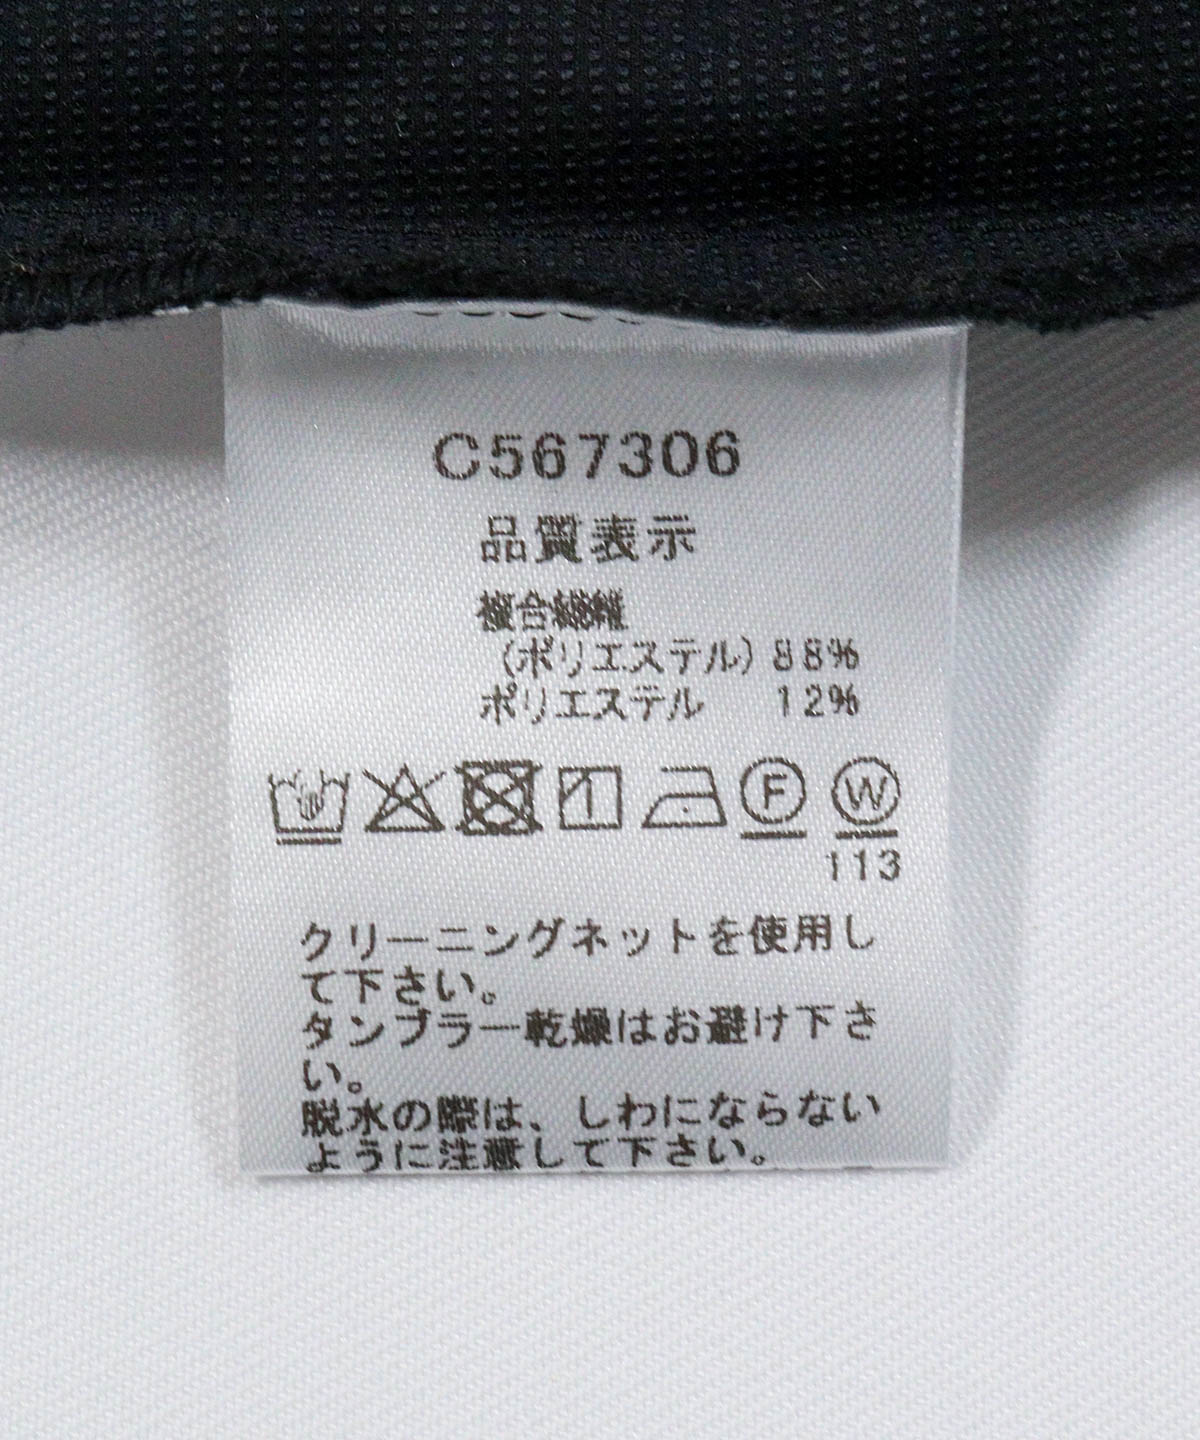 C567306
品質表示
複合繊維
(ポリエステル) 88%
ポリエステル 12%
F W
113
クリーニングネットを使用し
て下さい。
タンブラー乾燥はお避け下さ
い。
脱水の際は、しわにならない
ように注意して下さい。